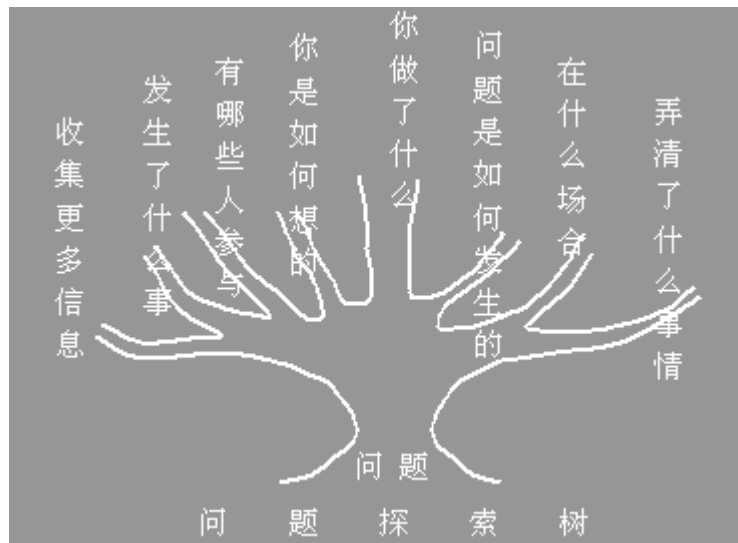 收集更多信息
发生了什么事
有哪些人参与
你是如何想的
你做了什么
问题是如何发生的
在什么场合
弄清了什么事情
问题
问题探索树